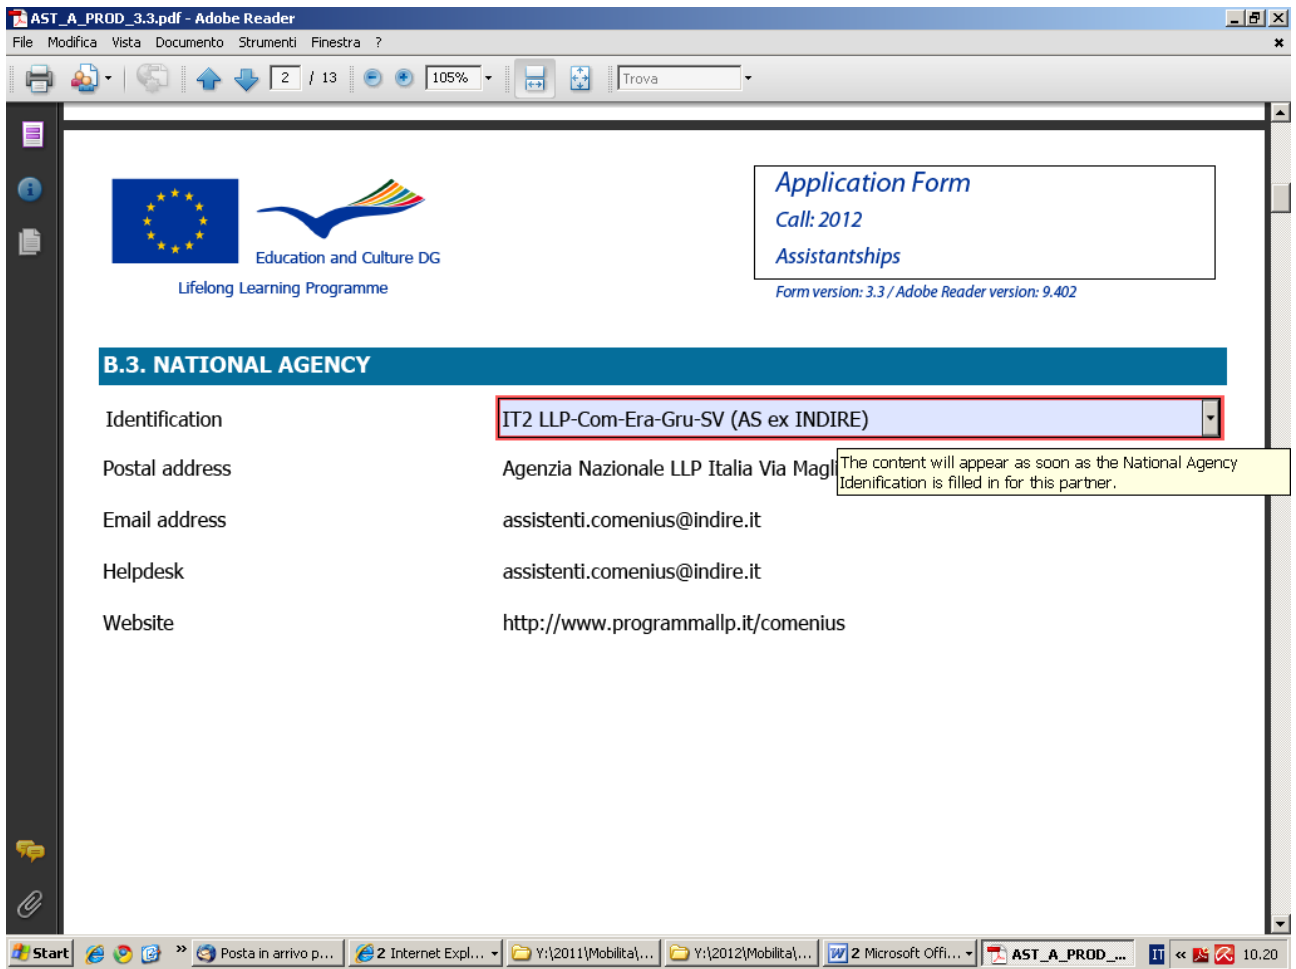 AST_A_PROD_3.3.pdf - Adobe Reader
File Modifica Vista Documento Strumenti Finestra ?
2 / 13 105% Trova
Application Form
Call: 2012
Assistantships
Education and Culture DG
Lifelong Learning Programme
Form version: 3.3 / Adobe Reader version: 9.402
B.3. NATIONAL AGENCY
Identification IT2 LLP-Com-Era-Gru-SV (AS ex INDIRE)
Postal address Agenzia Nazionale LLP Italia Via Magli
The content will appear as soon as the National Agency
Idenification is filled in for this partner.
Email address assistenti.comenius@indire.it
Helpdesk assistenti.comenius@indire.it
Website http://www.programmallp.it/comenius
Start » Posta in arrivo p... 2 Internet Expl... Y:\2011\Mobilita\... Y:\2012\Mobilita\... 2 Microsoft Offi... AST_A_PROD_... IT « 10.20